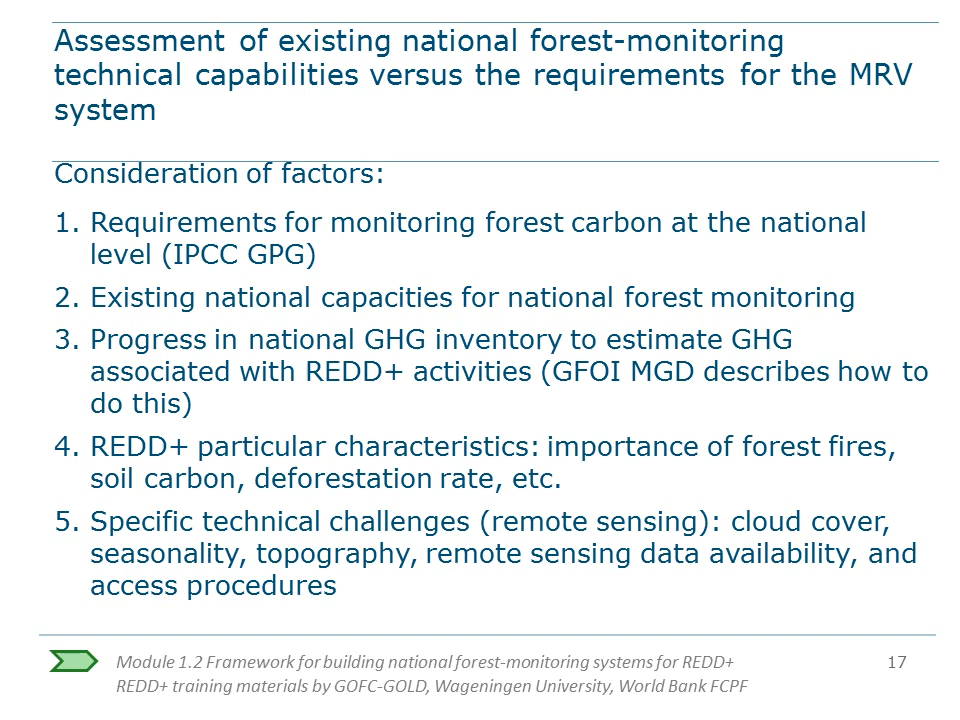 Assessment of existing national forest-monitoring
technical capabilities versus the requirements for the MRV
system
Consideration of factors:
1. Requirements for monitoring forest carbon at the national
level (IPCC GPG)
2. Existing national capacities for national forest monitoring
3. Progress in national GHG inventory to estimate GHG
associated with REDD+ activities (GFOI MGD describes how to
do this)
4. REDD+ particular characteristics: importance of forest fires,
soil carbon, deforestation rate, etc.
5. Specific technical challenges (remote sensing): cloud cover,
seasonality, topography, remote sensing data availability, and
access procedures
Module 1.2 Framework for building national forest-monitoring systems for REDD+
REDD+ training materials by GOFC-GOLD, Wageningen University, World Bank FCPF
17